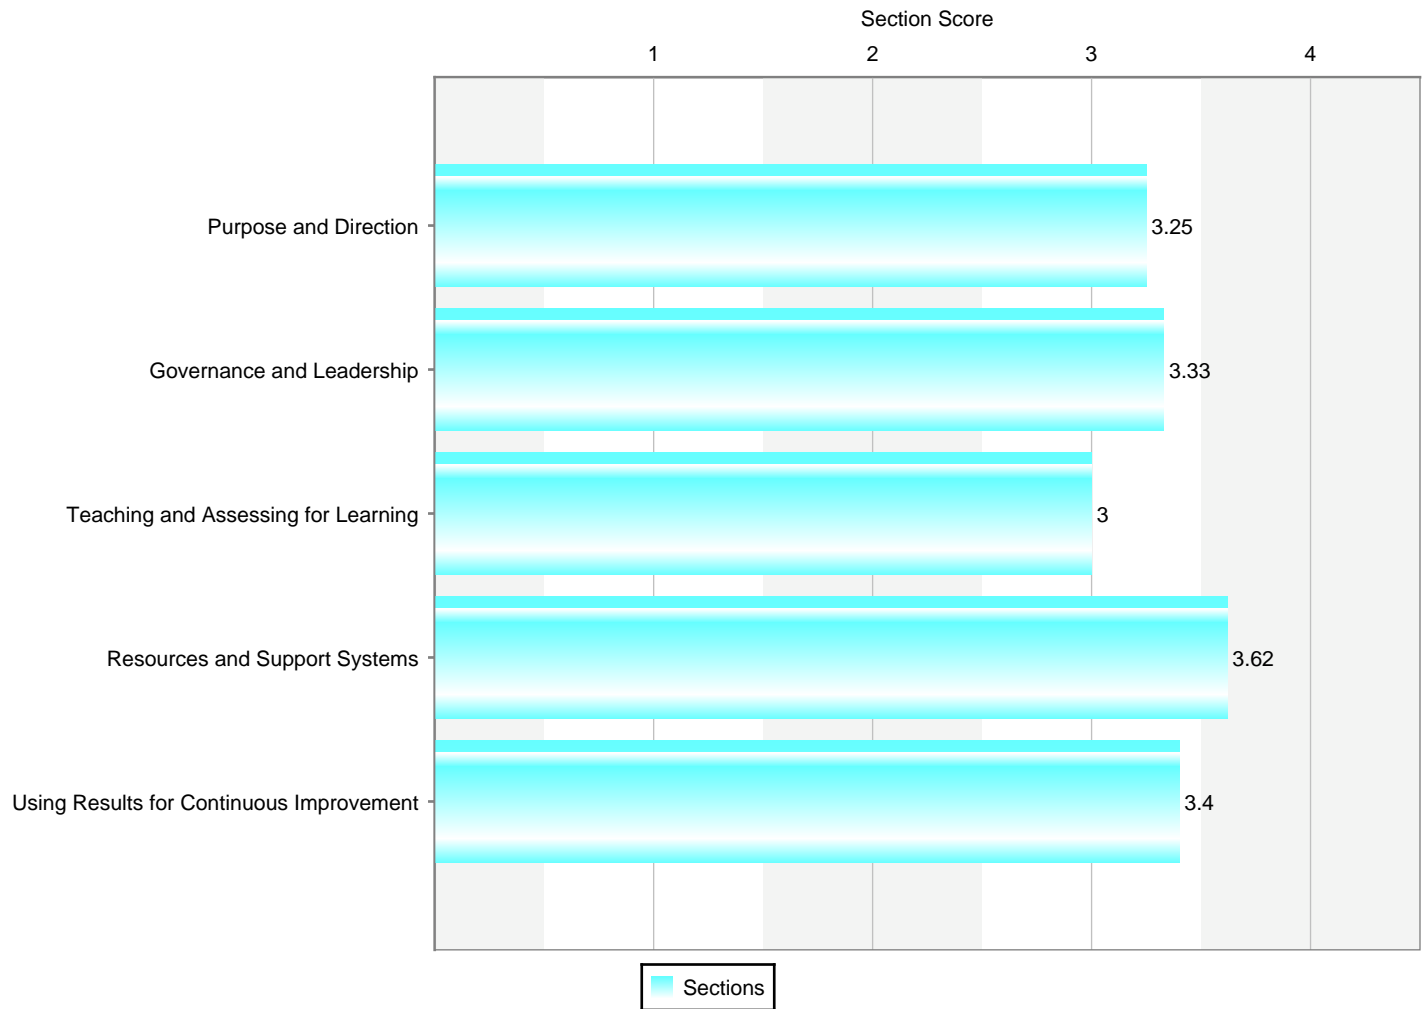 Section Score
1 2 3 4
Purpose and Direction 3.25
Governance and Leadership 3.33
Teaching and Assessing for Learning 3
Resources and Support Systems 3.62
Using Results for Continuous Improvement 3.4
Sections